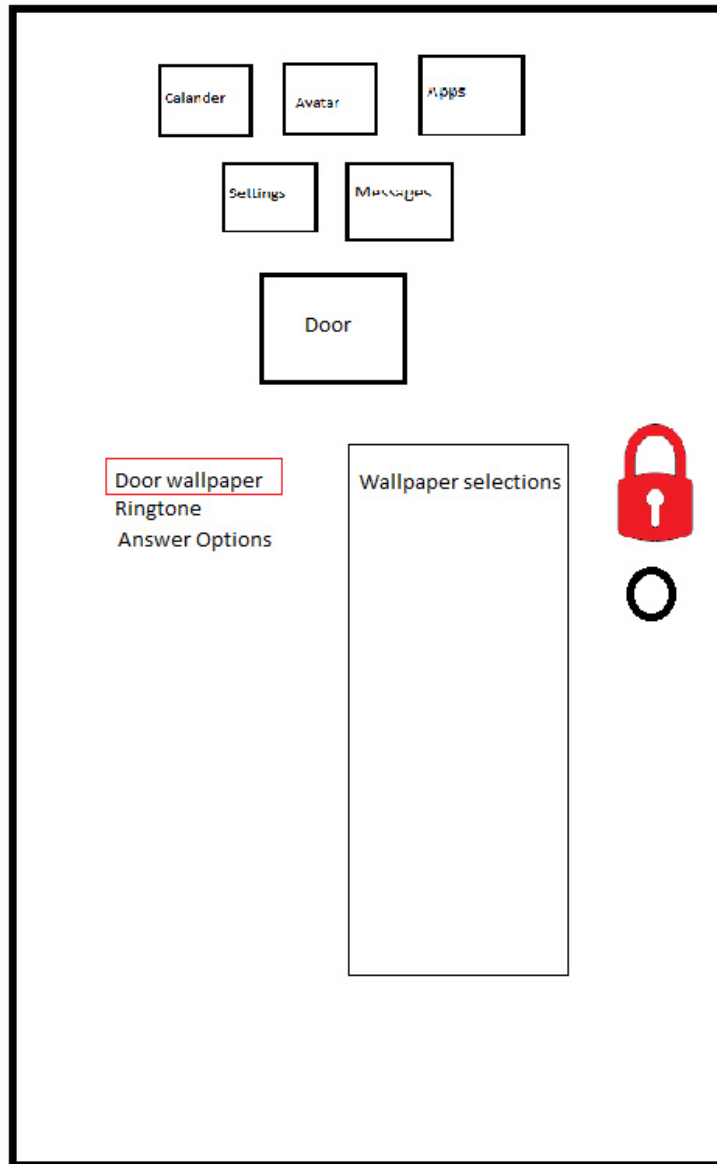 Calander
Avatar
Apps
Settings
Messages
Door
Door wallpaper
Ringtone
Answer Options
Wallpaper selections